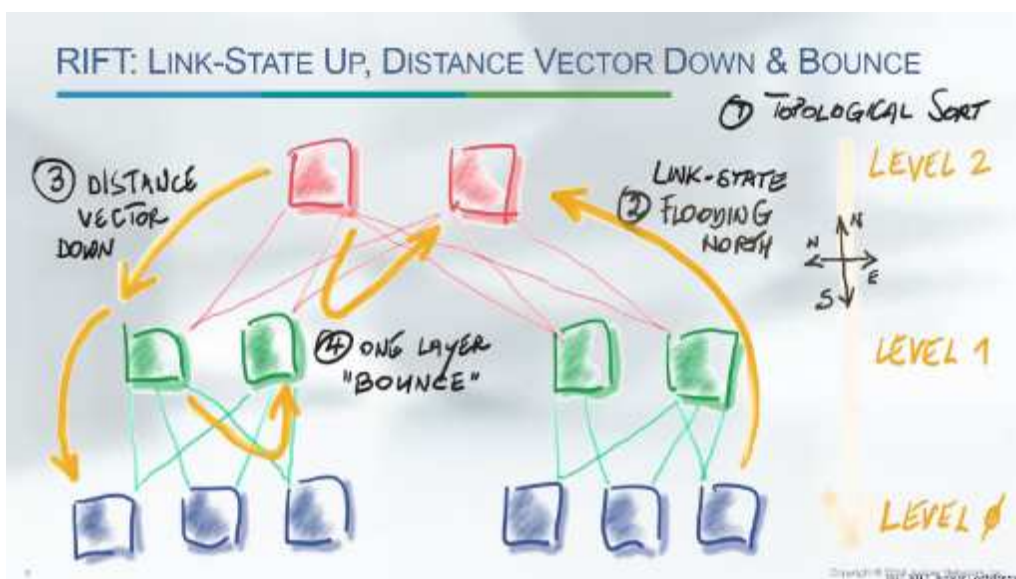 RIFT: LINK-STATE UP, DISTANCE VECTOR DOWN & BOUNCE
① TOPOLOGICAL SORT
LEVEL 2
③ DISTANCE
VECTOR
DOWN
LINK-STATE
② FLOODING
NORTH
N
E
S
④ ONE LAYER
"BOUNCE"
LEVEL 1
LEVEL Ø